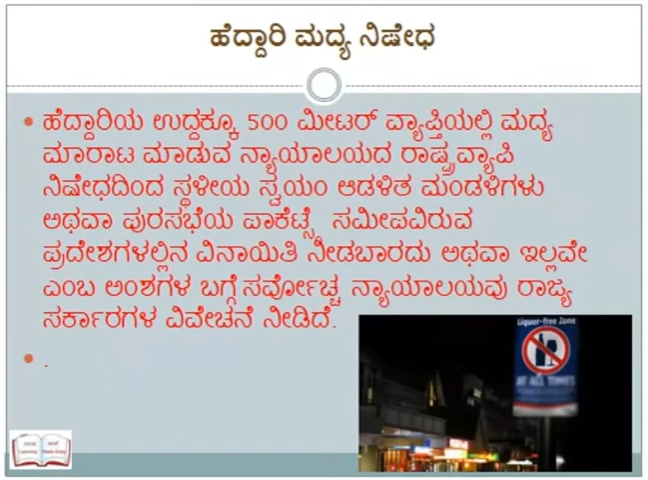 ಹೆದ್ದಾರಿ ಮದ್ಯ ನಿಷೇಧ
• ಹೆದ್ದಾರಿಯ ಉದ್ದಕ್ಕೂ 500 ಮೀಟರ್ ವ್ಯಾಪ್ತಿಯಲ್ಲಿ ಮದ್ಯ
ಮಾರಾಟ ಮಾಡುವ ನ್ಯಾಯಾಲಯದ ರಾಷ್ಟ್ರವ್ಯಾಪಿ
ನಿಷೇಧದಿಂದ ಸ್ಥಳೀಯ ಸ್ವಯಂ ಆಡಳಿತ ಮಂಡಳಿಗಳು
ಅಥವಾ ಪುರಸಭೆಯ ಪಾಕೆಟ್ಸ್ನ ಸಮೀಪವಿರುವ
ಪ್ರದೇಶಗಳಲ್ಲಿನ ವಿನಾಯಿತಿ ನೀಡಬಾರದು ಅಥವಾ ಇಲ್ಲವೇ
ಎಂಬ ಅಂಶಗಳ ಬಗ್ಗೆ ಸರ್ವೋಚ್ಚ ನ್ಯಾಯಾಲಯವು ರಾಜ್ಯ
ಸರ್ಕಾರಗಳ ವಿವೇಚನೆ ನೀಡಿದೆ.
• .
Liquor-free Zone
AT ALL TIMES